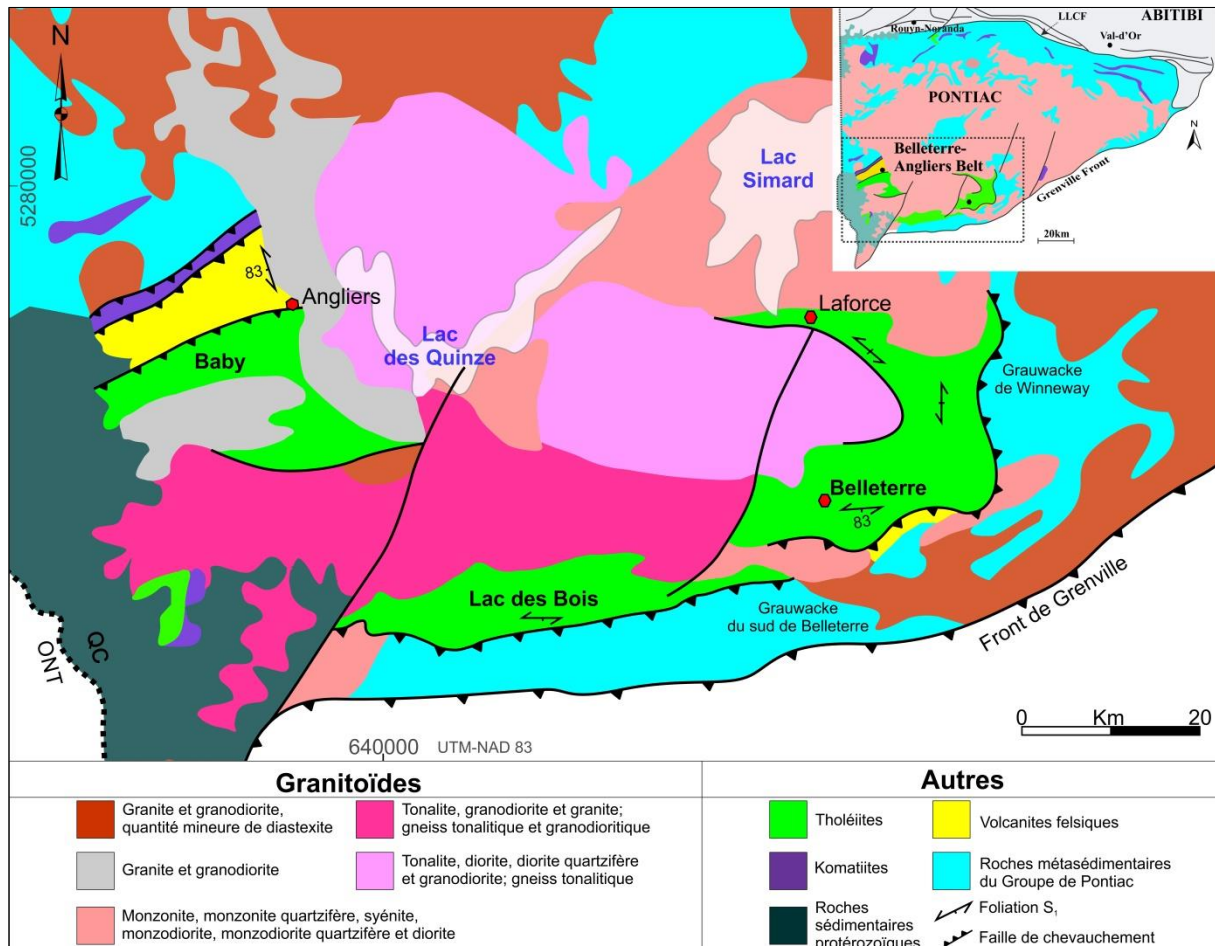 N
5280000
Lac
Simard
83
Angliers
Baby
Lac
des Quinze
Laforce
Grauwacke
de Winneway
Belleterre
83
Lac des Bois
Grauwacke
du sud de Belleterre
Front de Grenville
QC
ONT
640000
UTM-NAD 83
0 Km 20
LLCF
ABITIBI
Rouyn-Noranda
Val-d'Or
PONTIAC
N
Belleterre-
Angliers Belt
Grenville Front
20km
Granitoïdes
Granite et granodiorite,
quantité mineure de diastexite
Granite et granodiorite
Monzonite, monzonite quartzifère, syénite,
monzodiorite, monzodiorite quartzifère et diorite
Tonalite, granodiorite et granite;
gneiss tonalitique et granodioritique
Tonalite, diorite, diorite quartzifère
et granodiorite; gneiss tonalitique
Autres
Tholéiites
Komatiites
Roches
sédimentaires
protérozoïques
Volcanites felsiques
Roches métasédimentaires
du Groupe de Pontiac
Foliation S1
Faille de chevauchement